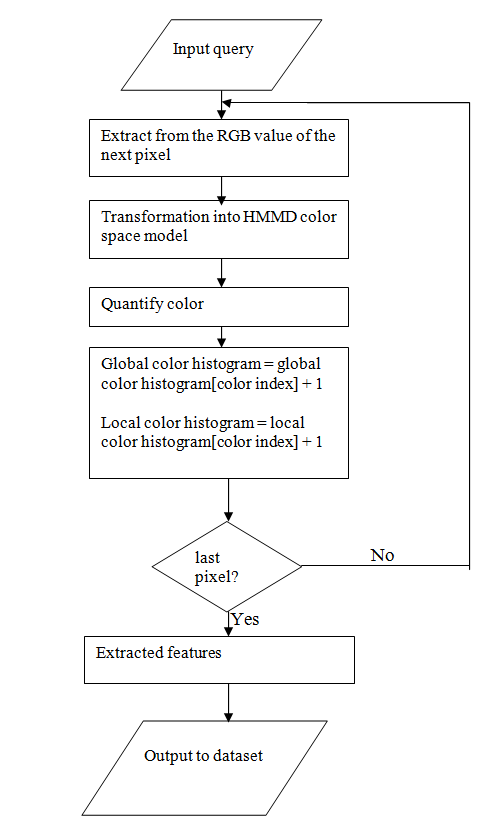 Input query
Extract from the RGB value of the
next pixel
Transformation into HMMD color
space model
Quantify color
Global color histogram = global
color histogram[color index] + 1
Local color histogram = local
color histogram[color index] + 1
last
pixel?
No
Yes
Extracted features
Output to dataset